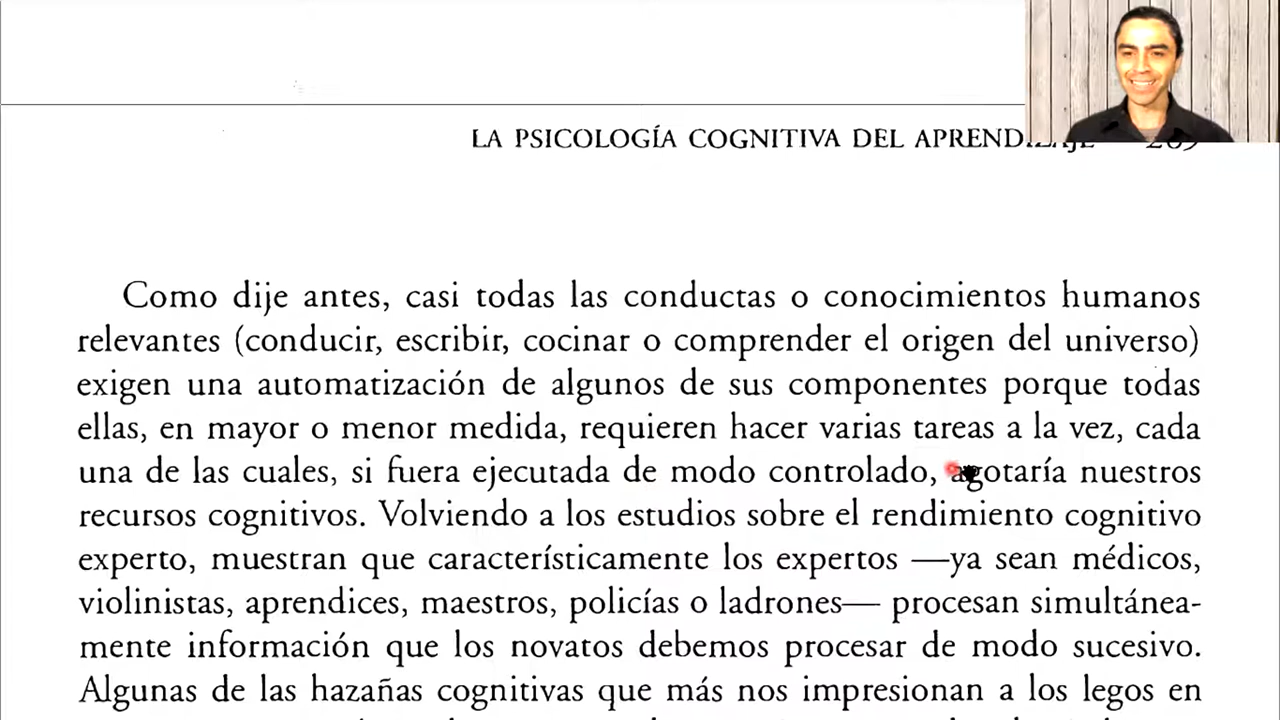 LA PSICOLOGÍA COGNITIVA DEL APRENDIZAJE 269
Como dije antes, casi todas las conductas o conocimientos humanos
relevantes (conducir, escribir, cocinar o comprender el origen del universo)
exigen una automatización de algunos de sus componentes porque todas
ellas, en mayor o menor medida, requieren hacer varias tareas a la vez, cada
una de las cuales, si fuera ejecutada de modo controlado, agotaría nuestros
recursos cognitivos. Volviendo a los estudios sobre el rendimiento cognitivo
experto, muestran que característicamente los expertos —ya sean médicos,
violinistas, aprendices, maestros, policías o ladrones— procesan simultánea-
mente información que los novatos debemos procesar de modo sucesivo.
Algunas de las hazañas cognitivas que más nos impresionan a los legos en